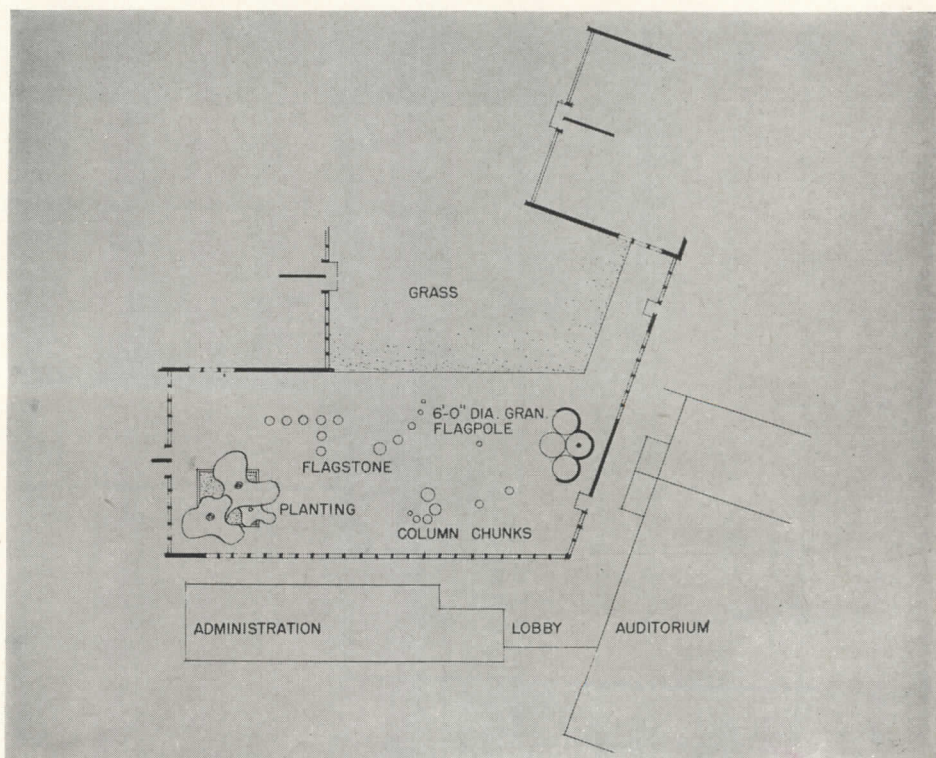 GRASS
6'-0" DIA. GRAN.
FLAGPOLE
FLAGSTONE
PLANTING
COLUMN CHUNKS
ADMINISTRATION
LOBBY
AUDITORIUM